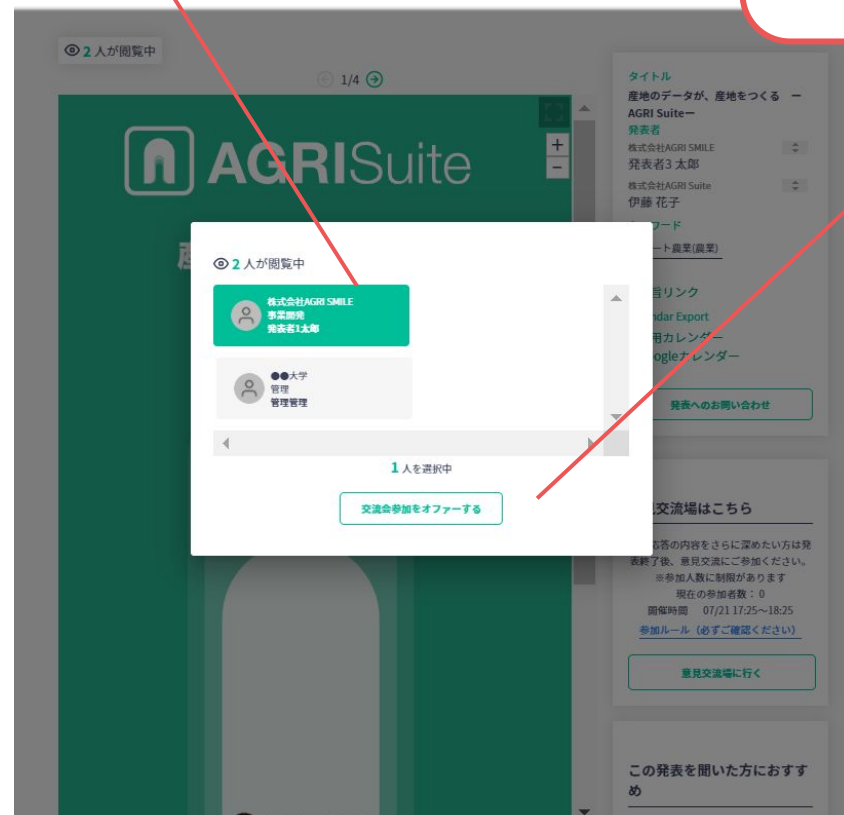 2 人が閲覧中
1/4
AGRISuite
+
−
タイトル
産地のデータが、産地をつくる ー
AGRI Suiteー
発表者
株式会社AGRI SMILE
発表者3 太郎
株式会社AGRI Suite
伊藤 花子
ワード
ート農業(農業)
リンク
ndar Export
用カレンダー
ogleカレンダー
発表へのお問い合わせ
2 人が閲覧中
株式会社AGRI SMILE
事業開発
発表者1太郎
●●大学
管理
管理管理
1 人を選択中
交流会参加をオファーする
交流場はこちら
応答の内容をさらに深めたい方は発
表終了後、意見交流にご参加ください。
※参加人数に制限があります
現在の参加者数:0
開催時間 07/21 17:25～18:25
参加ルール（必ずご確認ください）
意見交流場に行く
この発表を聞いた方におすす
め